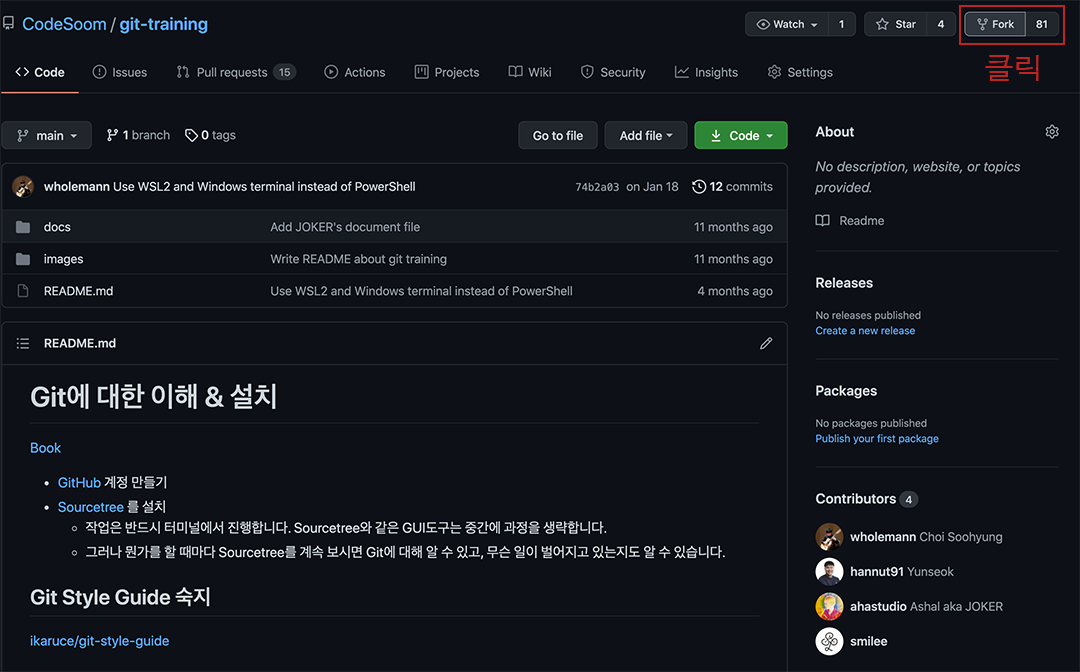 CodeSoom / git-training
Watch 1 Star 4 Fork 81
클릭
Code Issues Pull requests 15 Actions Projects Wiki Security Insights Settings
main 1 branch 0 tags Go to file Add file Code
wholemann Use WSL2 and Windows terminal instead of PowerShell 74b2a03 on Jan 18 12 commits
docs Add JOKER's document file 11 months ago
images Write README about git training 11 months ago
README.md Use WSL2 and Windows terminal instead of PowerShell 4 months ago
README.md
Git에 대한 이해 & 설치
Book
GitHub 계정 만들기
Sourcetree 를 설치
작업은 반드시 터미널에서 진행합니다. Sourcetree와 같은 GUI도구는 중간에 과정을 생략합니다.
그러나 뭔가를 할 때마다 Sourcetree를 계속 보시면 Git에 대해 알 수 있고, 무슨 일이 벌어지고 있는지도 알 수 있습니다.
Git Style Guide 숙지
ikaruce/git-style-guide
About
No description, website, or topics
provided.
Readme
Releases
No releases published
Create a new release
Packages
No packages published
Publish your first package
Contributors 4
wholemann Choi Soohyung
hannut91 Yunseok
ahastudio Ashal aka JOKER
smilee